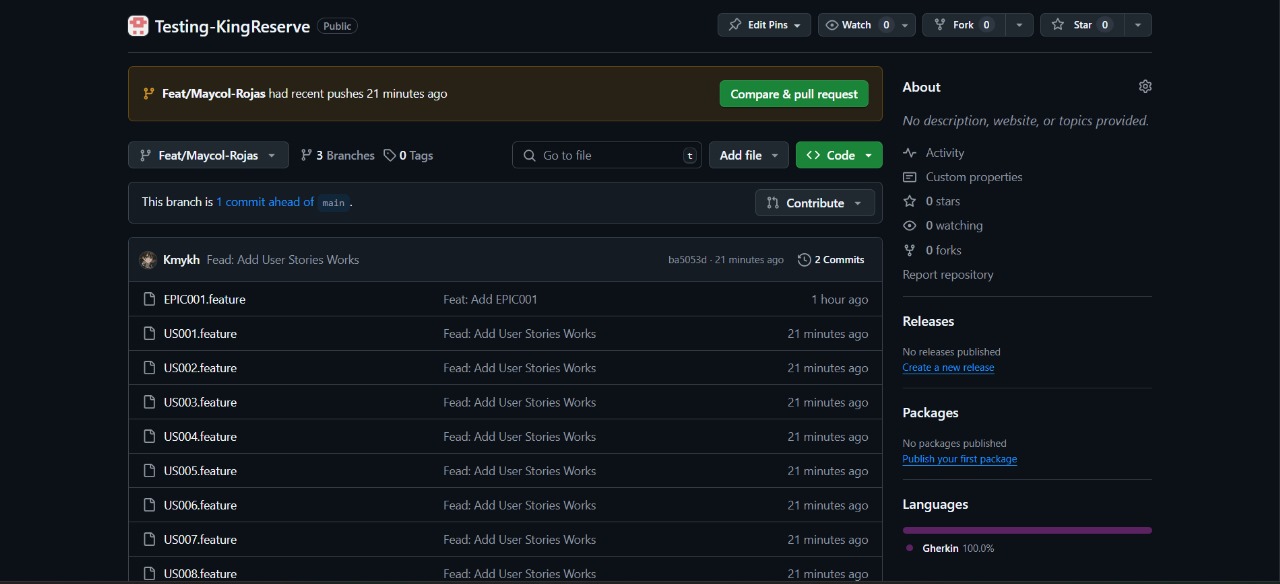 Testing-KingReserve Public
Edit Pins Watch 0 Fork 0 Star 0
Feat/Maycol-Rojas had recent pushes 21 minutes ago
Compare & pull request
Feat/Maycol-Rojas 3 Branches 0 Tags
Go to file t Add file Code
This branch is 1 commit ahead of main .
Contribute
Kmykh Fead: Add User Stories Works ba5053d · 21 minutes ago 2 Commits
EPIC001.feature Feat: Add EPIC001 1 hour ago
US001.feature Fead: Add User Stories Works 21 minutes ago
US002.feature Fead: Add User Stories Works 21 minutes ago
US003.feature Fead: Add User Stories Works 21 minutes ago
US004.feature Fead: Add User Stories Works 21 minutes ago
US005.feature Fead: Add User Stories Works 21 minutes ago
US006.feature Fead: Add User Stories Works 21 minutes ago
US007.feature Fead: Add User Stories Works 21 minutes ago
US008.feature Fead: Add User Stories Works 21 minutes ago
About
No description, website, or topics provided.
Activity
Custom properties
0 stars
0 watching
0 forks
Report repository
Releases
No releases published
Create a new release
Packages
No packages published
Publish your first package
Languages
Gherkin 100.0%